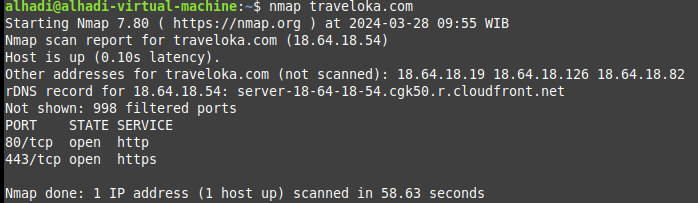 alhadi@alhadi-virtual-machine:~$ nmap traveloka.com
Starting Nmap 7.80 ( https://nmap.org ) at 2024-03-28 09:55 WIB
Nmap scan report for traveloka.com (18.64.18.54)
Host is up (0.10s latency).
Other addresses for traveloka.com (not scanned): 18.64.18.19 18.64.18.126 18.64.18.82
rDNS record for 18.64.18.54: server-18-64-18-54.cgk50.r.cloudfront.net
Not shown: 998 filtered ports
PORT    STATE SERVICE
80/tcp  open  http
443/tcp open  https
Nmap done: 1 IP address (1 host up) scanned in 58.63 seconds